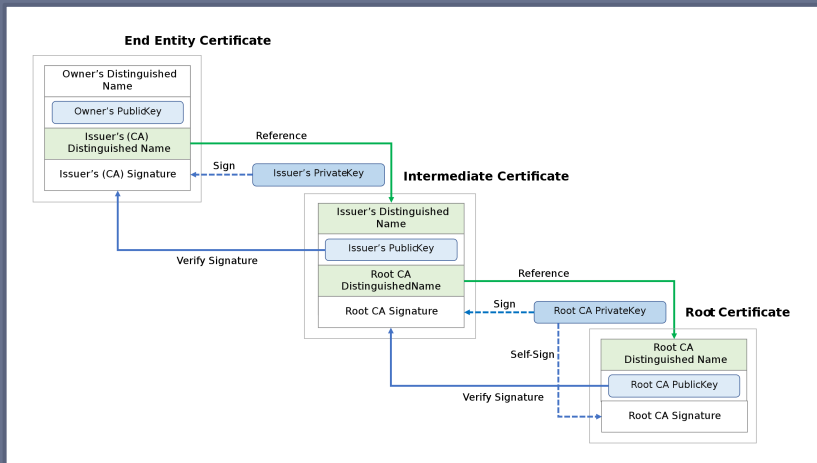 End Entity Certificate
Owner's Distinguished
Name
Owner's PublicKey
Issuer's (CA)
Distinguished Name
Issuer's (CA) Signature
Reference
Sign
Issuer's PrivateKey
Verify Signature
Intermediate Certificate
Issuer's Distinguished
Name
Issuer's PublicKey
Root CA
DistinguishedName
Root CA Signature
Reference
Sign
Root CA PrivateKey
Self-Sign
Verify Signature
Root Certificate
Root CA
Distinguished Name
Root CA PublicKey
Root CA Signature